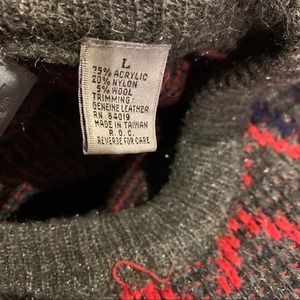 L
75% ACRYLIC
20% NYLON
5% WOOL
TRIMMING:
GENEINE LEATHER
RN 84019
MADE IN TAIWAN
R.O.C.
REVERSE FOR CARE